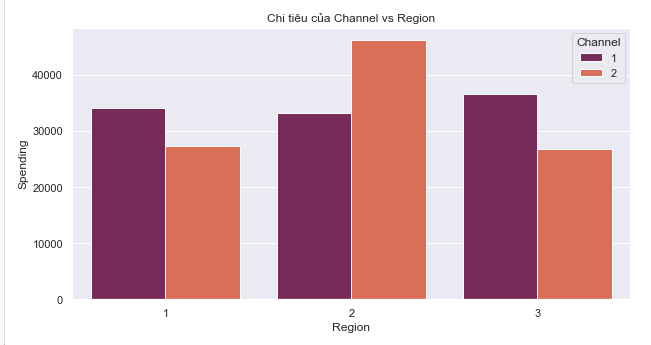 Chi tiêu của Channel vs Region
Channel
1
2
40000
30000
20000
10000
0
Spending
1
2
3
Region